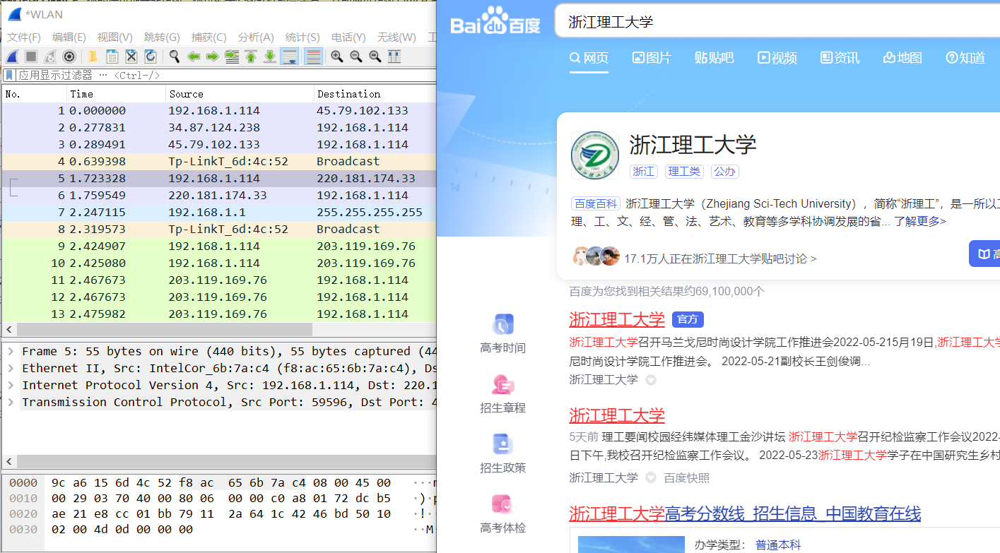 *WLAN
文件(F) 编辑(E) 视图(V) 跳转(G) 捕获(C) 分析(A) 统计(S) 电话(Y) 无线(W) 工
应用显示过滤器 … <Ctrl-/>
No. Time Source Destination
1 0.000000 192.168.1.114 45.79.102.133
2 0.277831 34.87.124.238 192.168.1.114
3 0.289491 45.79.102.133 192.168.1.114
4 0.639398 Tp-LinkT_6d:4c:52 Broadcast
5 1.723328 192.168.1.114 220.181.174.33
6 1.759549 220.181.174.33 192.168.1.114
7 2.247115 192.168.1.1 255.255.255.255
8 2.319573 Tp-LinkT_6d:4c:52 Broadcast
9 2.424907 192.168.1.114 203.119.169.76
10 2.425080 192.168.1.114 203.119.169.76
11 2.467673 203.119.169.76 192.168.1.114
12 2.467673 203.119.169.76 192.168.1.114
13 2.475982 203.119.169.76 192.168.1.114
Frame 5: 55 bytes on wire (440 bits), 55 bytes captured (44
Ethernet II, Src: IntelCor_6b:7a:c4 (f8:ac:65:6b:7a:c4), Ds
Internet Protocol Version 4, Src: 192.168.1.114, Dst: 220.1
Transmission Control Protocol, Src Port: 59596, Dst Port: 4
0000 9c a6 15 6d 4c 52 f8 ac 65 6b 7a c4 08 00 45 00 ···m
0010 00 29 03 70 40 00 80 06 00 00 c0 a8 01 72 dc b5 ·)·p
0020 ae 21 e8 cc 01 bb 79 11 2a 64 1c 42 46 bd 50 10 ·!··
0030 02 00 4d 0d 00 00 00 ··M
Baidu百度
浙江理工大学
网页 图片 贴吧 视频 资讯 地图 知道
浙江理工大学
浙江 理工类 公办
百度百科 浙江理工大学（Zhejiang Sci-Tech University），简称“浙理工”，是一所以工
理、工、文、经、管、法、艺术、教育等多学科协调发展的省... 了解更多>
17.1万人正在浙江理工大学贴吧讨论 >
高
百度为您找到相关结果约69,100,000个
高考时间
招生章程
招生政策
高考体检
浙江理工大学 官方
浙江理工大学召开马兰戈尼时尚设计学院工作推进会2022-05-215月19日,浙江理工大学
尼时尚设计学院工作推进会。 2022-05-21副校长王剑俊调...
浙江理工大学
浙江理工大学
5天前 理工要闻校园经纬媒体理工金沙讲坛 浙江理工大学召开纪检监察工作会议2022-
日下午,我校召开纪检监察工作会议。 2022-05-23浙江理工大学学子在中国研究生乡村
浙江理工大学 百度快照
浙江理工大学高考分数线_招生信息_中国教育在线
办学类型： 普通本科